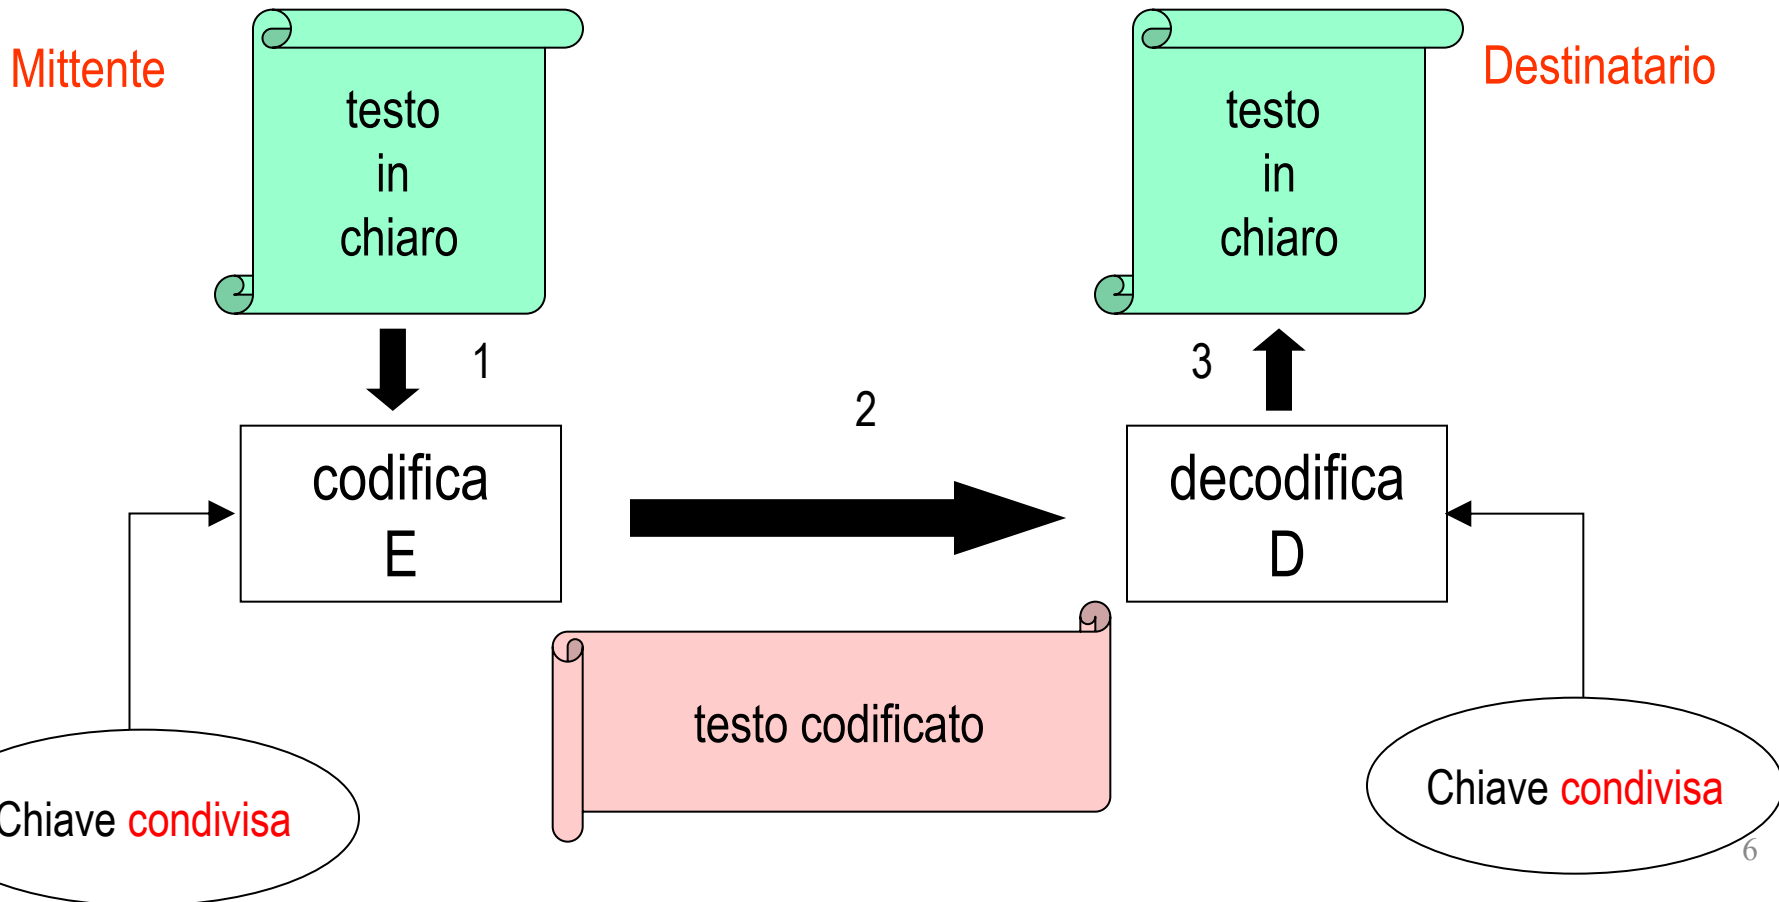 Mittente
testo
in
chiaro
testo
in
chiaro
Destinatario
1
2
3
codifica
E
decodifica
D
testo codificato
Chiave condivisa
Chiave condivisa
6